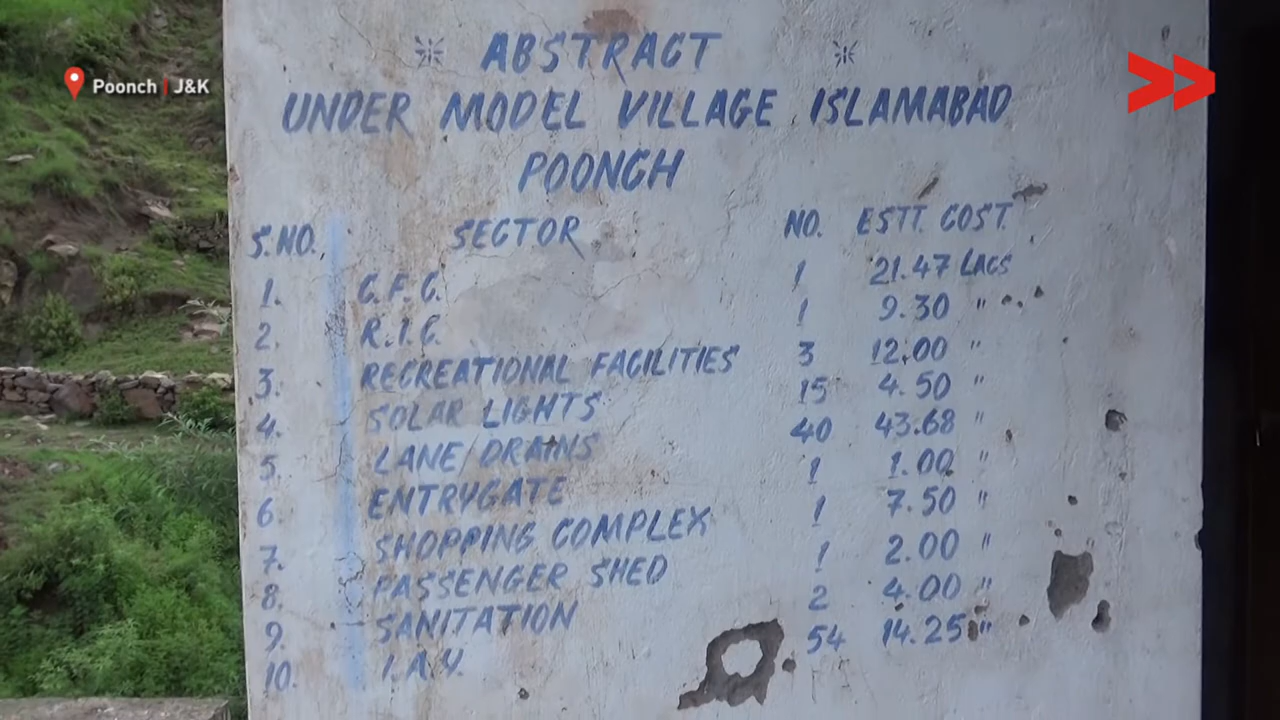 Poonch | J&K
ABSTRACT
UNDER MODEL VILLAGE ISLAMABAD
POONCH
S.NO. SECTOR NO. ESTT. COST.
1. C.F.C. 1 21.47 LACS
2. R.I.C. 1 9.30 "
3. RECREATIONAL FACILITIES 3 12.00 "
4. SOLAR LIGHTS 15 4.50 "
5. LANE/DRAINS 40 43.68 "
6. ENTRYGATE 1 1.00 "
7. SHOPPING COMPLEX 1 7.50 "
8. PASSENGER SHED 1 2.00 "
9. SANITATION 2 4.00 "
10. I.A.Y. 54 14.25 "